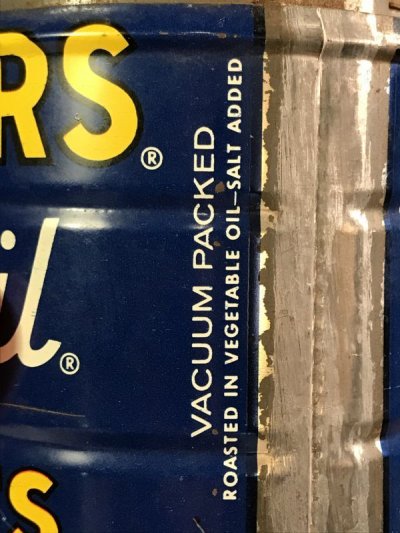 RS®
il®
S
VACUUM PACKED
ROASTED IN VEGETABLE OIL–SALT ADDED